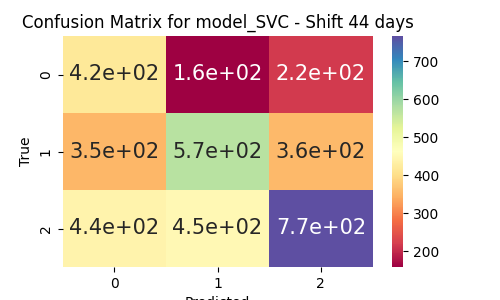 Confusion Matrix for model_SVC - Shift 44 days
0 4.2e+02 1.6e+02 2.2e+02
1 3.5e+02 5.7e+02 3.6e+02
2 4.4e+02 4.5e+02 7.7e+02
True
0 1 2
Predicted
700
600
500
400
300
200